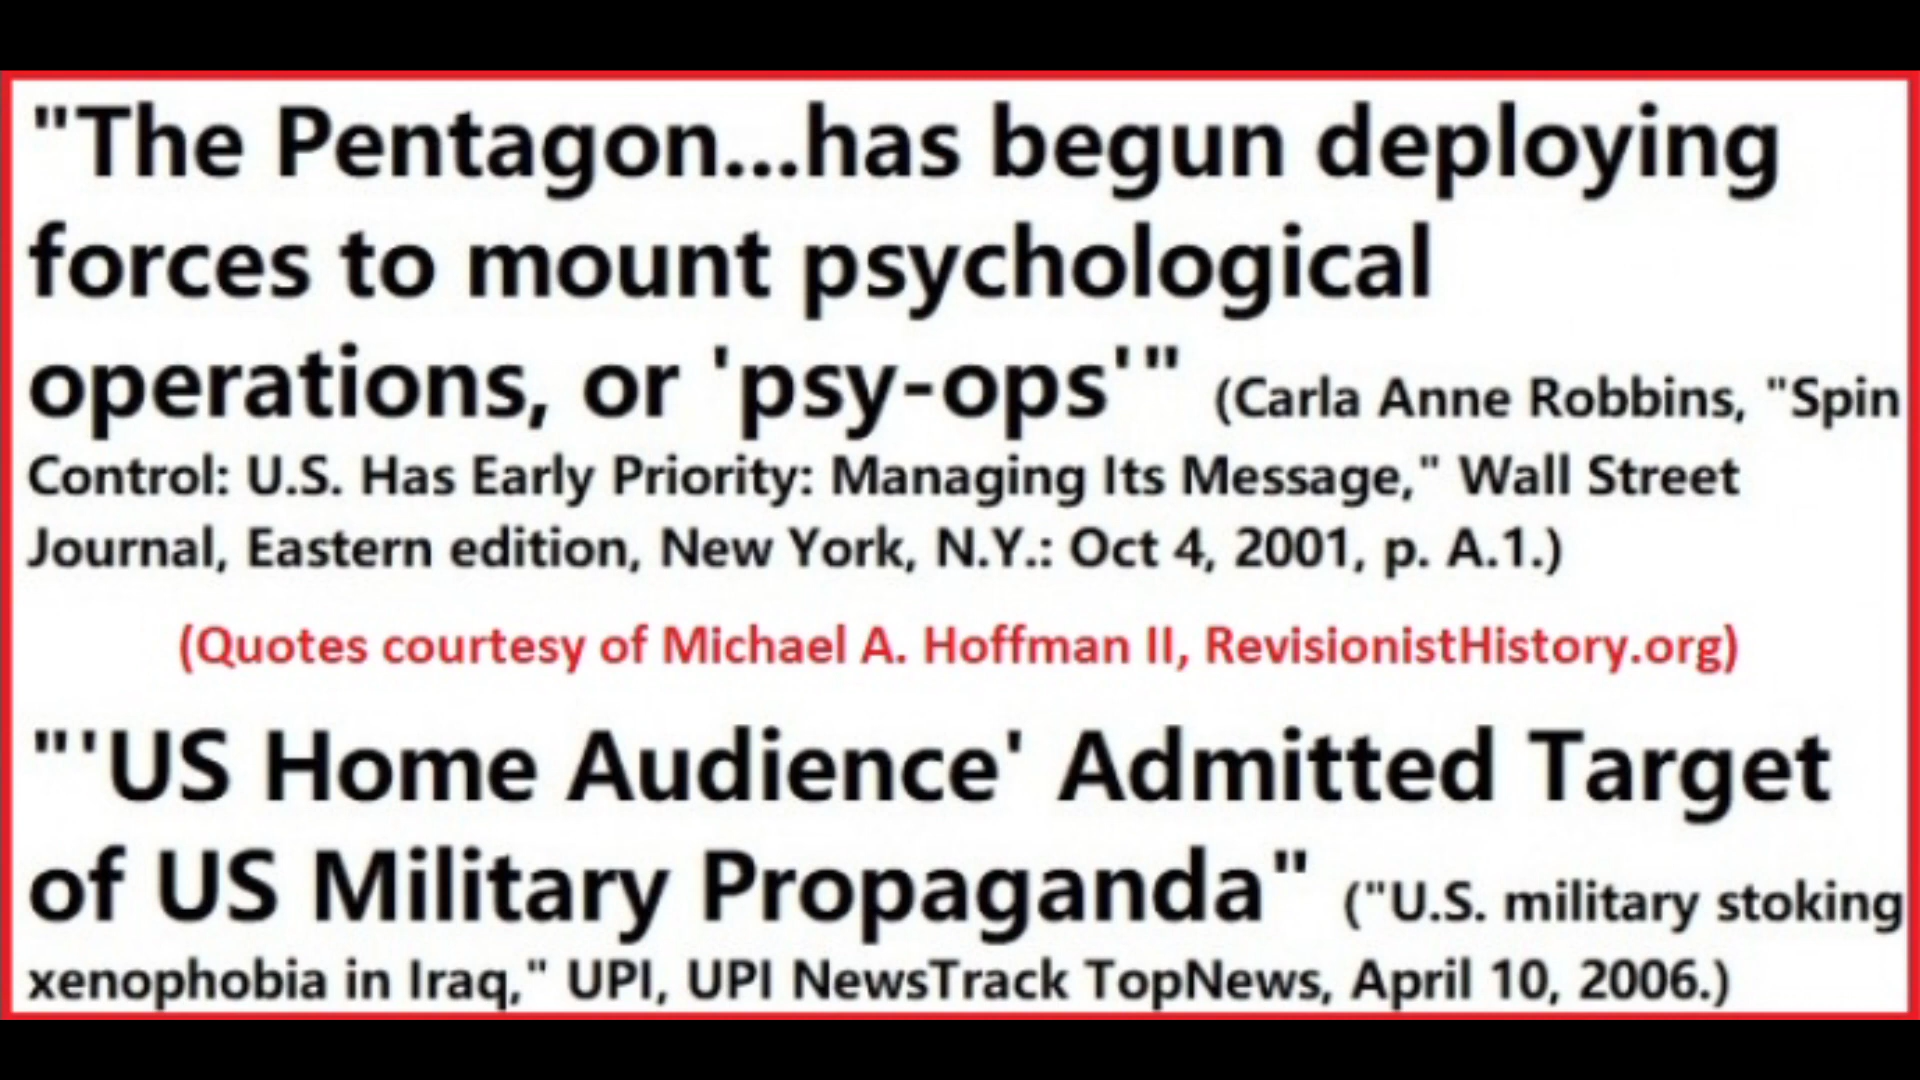 "The Pentagon...has begun deploying
forces to mount psychological
operations, or 'psy-ops'" (Carla Anne Robbins, "Spin
Control: U.S. Has Early Priority: Managing Its Message," Wall Street
Journal, Eastern edition, New York, N.Y.: Oct 4, 2001, p. A.1.)
(Quotes courtesy of Michael A. Hoffman II, RevisionistHistory.org)
"'US Home Audience' Admitted Target
of US Military Propaganda" ("U.S. military stoking
xenophobia in Iraq," UPI, UPI NewsTrack TopNews, April 10, 2006.)